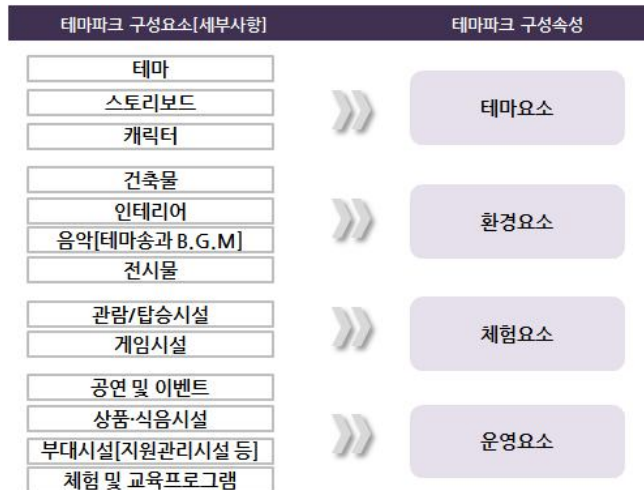 테마파크 구성요소[세부사항]
테마파크 구성속성
테마
스토리보드
캐릭터
테마요소
건축물
인테리어
음악[테마송과 B.G.M]
전시물
환경요소
관람/탑승시설
게임시설
체험요소
공연 및 이벤트
상품·식음시설
부대시설[지원관리시설 등]
체험 및 교육프로그램
운영요소